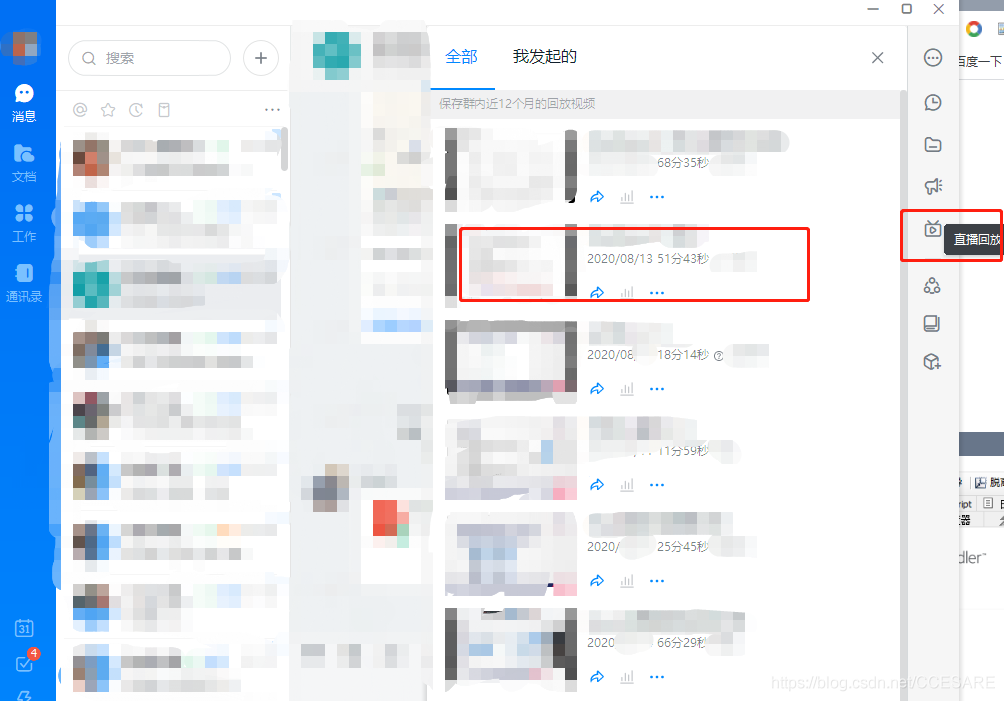 搜索
消息
文档
工作
通讯录
31
4
全部
我发起的
保存群内近12个月的回放视频
68分35秒
2020/08/13 51分43秒
2020/08 18分14秒
11分59秒
2020/ 25分45秒
2020 66分29秒
直播回放
百度一下
ript
dler™
https://blog.csdn.net/CCESARE